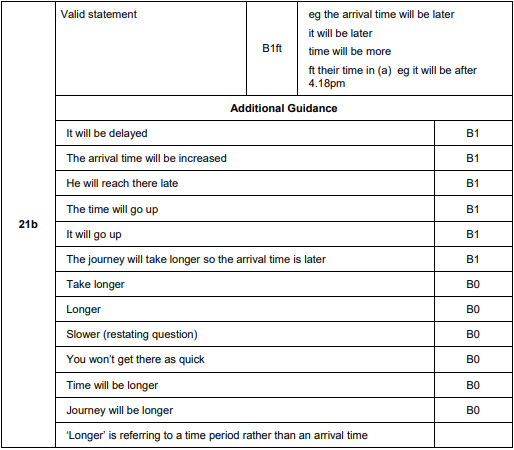 Valid statement
B1ft
eg the arrival time will be later
it will be later
time will be more
ft their time in (a)  eg it will be after
4.18pm
21b
Additional Guidance
It will be delayed B1
The arrival time will be increased B1
He will reach there late B1
The time will go up B1
It will go up B1
The journey will take longer so the arrival time is later B1
Take longer B0
Longer B0
Slower (restating question) B0
You won't get there as quick B0
Time will be longer B0
Journey will be longer B0
'Longer' is referring to a time period rather than an arrival time